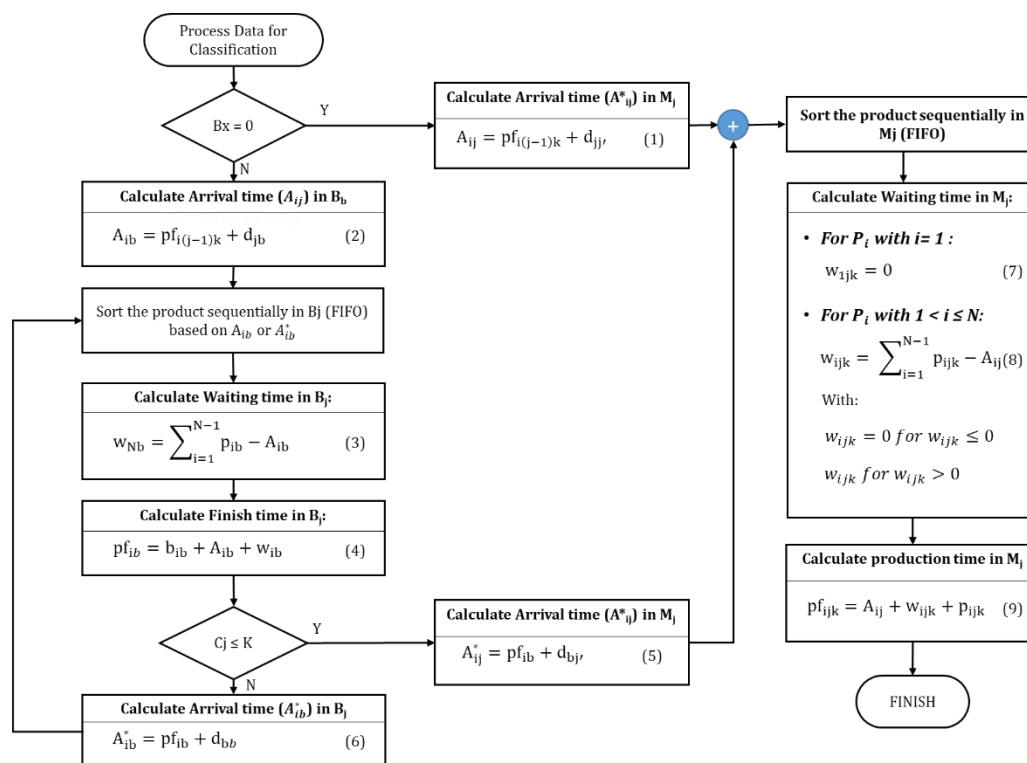 Process Data for
Classification
Bx = 0
Y
N
Calculate Arrival time (A*ij) in Mj
Aij = pfi(j−1)k + djj′ (1)
+
Sort the product sequentially in
Mj (FIFO)
Calculate Arrival time (Aij) in Bb
Aib = pfi(j−1)k + djb (2)
Sort the product sequentially in Bj (FIFO)
based on Aib or A*ib
Calculate Waiting time in Bj:
wNb = ∑i=1N−1 pib − Aib (3)
Calculate Finish time in Bj:
pfib = bib + Aib + wib (4)
Cj ≤ K
Y
N
Calculate Arrival time (A*ij) in Mj
A*ij = pfib + dbj′ (5)
Calculate Arrival time (A*ib) in Bj
A*ib = pfib + dbb (6)
Calculate Waiting time in Mj:
• For Pi with i= 1 :
w1jk = 0 (7)
• For Pi with 1 < i ≤ N:
wijk = ∑i=1N−1 pijk − Aij(8)
With:
wijk = 0 for wijk ≤ 0
wijk for wijk > 0
Calculate production time in Mj
pfijk = Aij + wijk + pijk (9)
FINISH